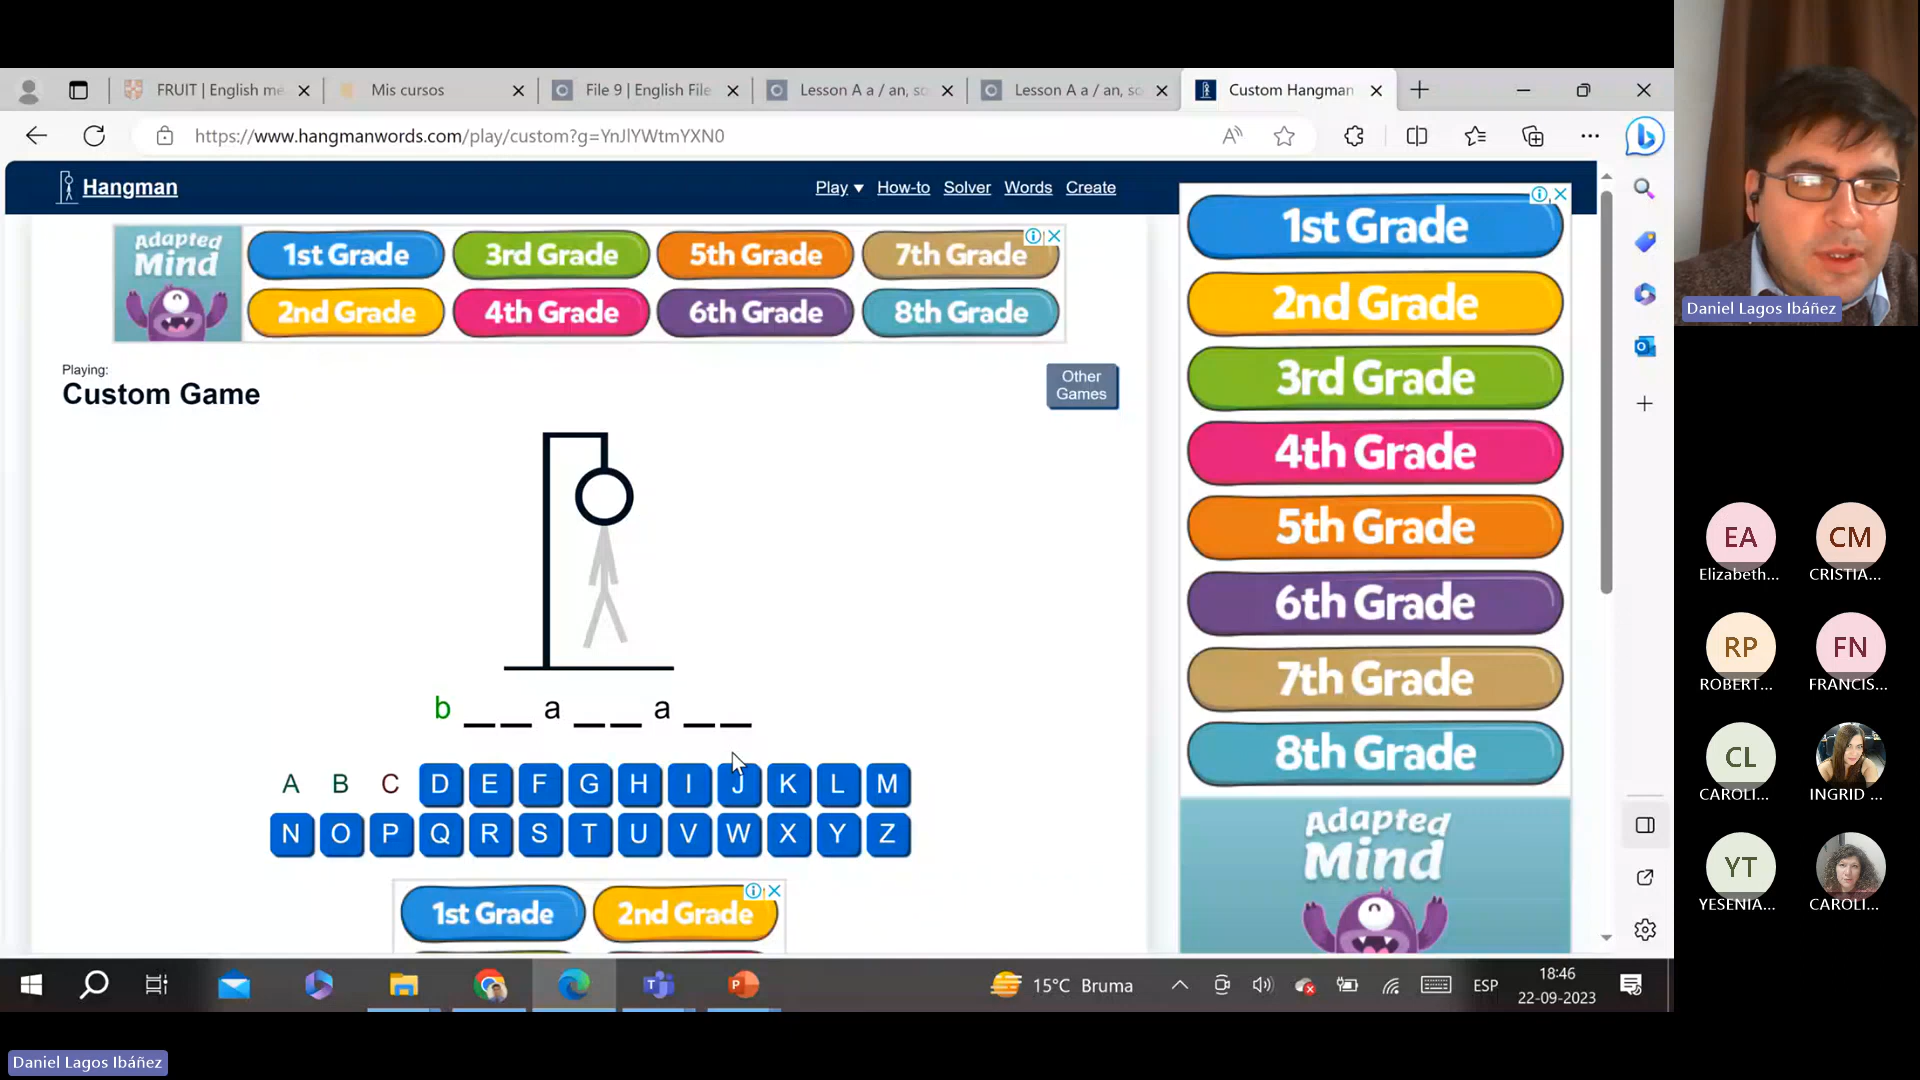 FRUIT | English me
Mis cursos
File 9 | English File
Lesson A a / an, so
Lesson A a / an, so
Custom Hangman
https://www.hangmanwords.com/play/custom?g=YnJlYWtmYXN0
Hangman
Play ▼ How-to Solver Words Create
Adapted Mind
1st Grade 3rd Grade 5th Grade 7th Grade
2nd Grade 4th Grade 6th Grade 8th Grade
Playing:
Custom Game
Other Games
b _ _ a _ _ a _ _
A B C D E F G H I J K L M
N O P Q R S T U V W X Y Z
1st Grade 2nd Grade
1st Grade
2nd Grade
3rd Grade
4th Grade
5th Grade
6th Grade
7th Grade
8th Grade
Adapted
Mind
Daniel Lagos Ibáñez
EA CM
Elizabeth... CRISTIA...
RP FN
ROBERT... FRANCIS...
CL
CAROLI... INGRID ...
YT
YESENIA... CAROLI...
15°C Bruma
ESP
18:46
22-09-2023
Daniel Lagos Ibáñez